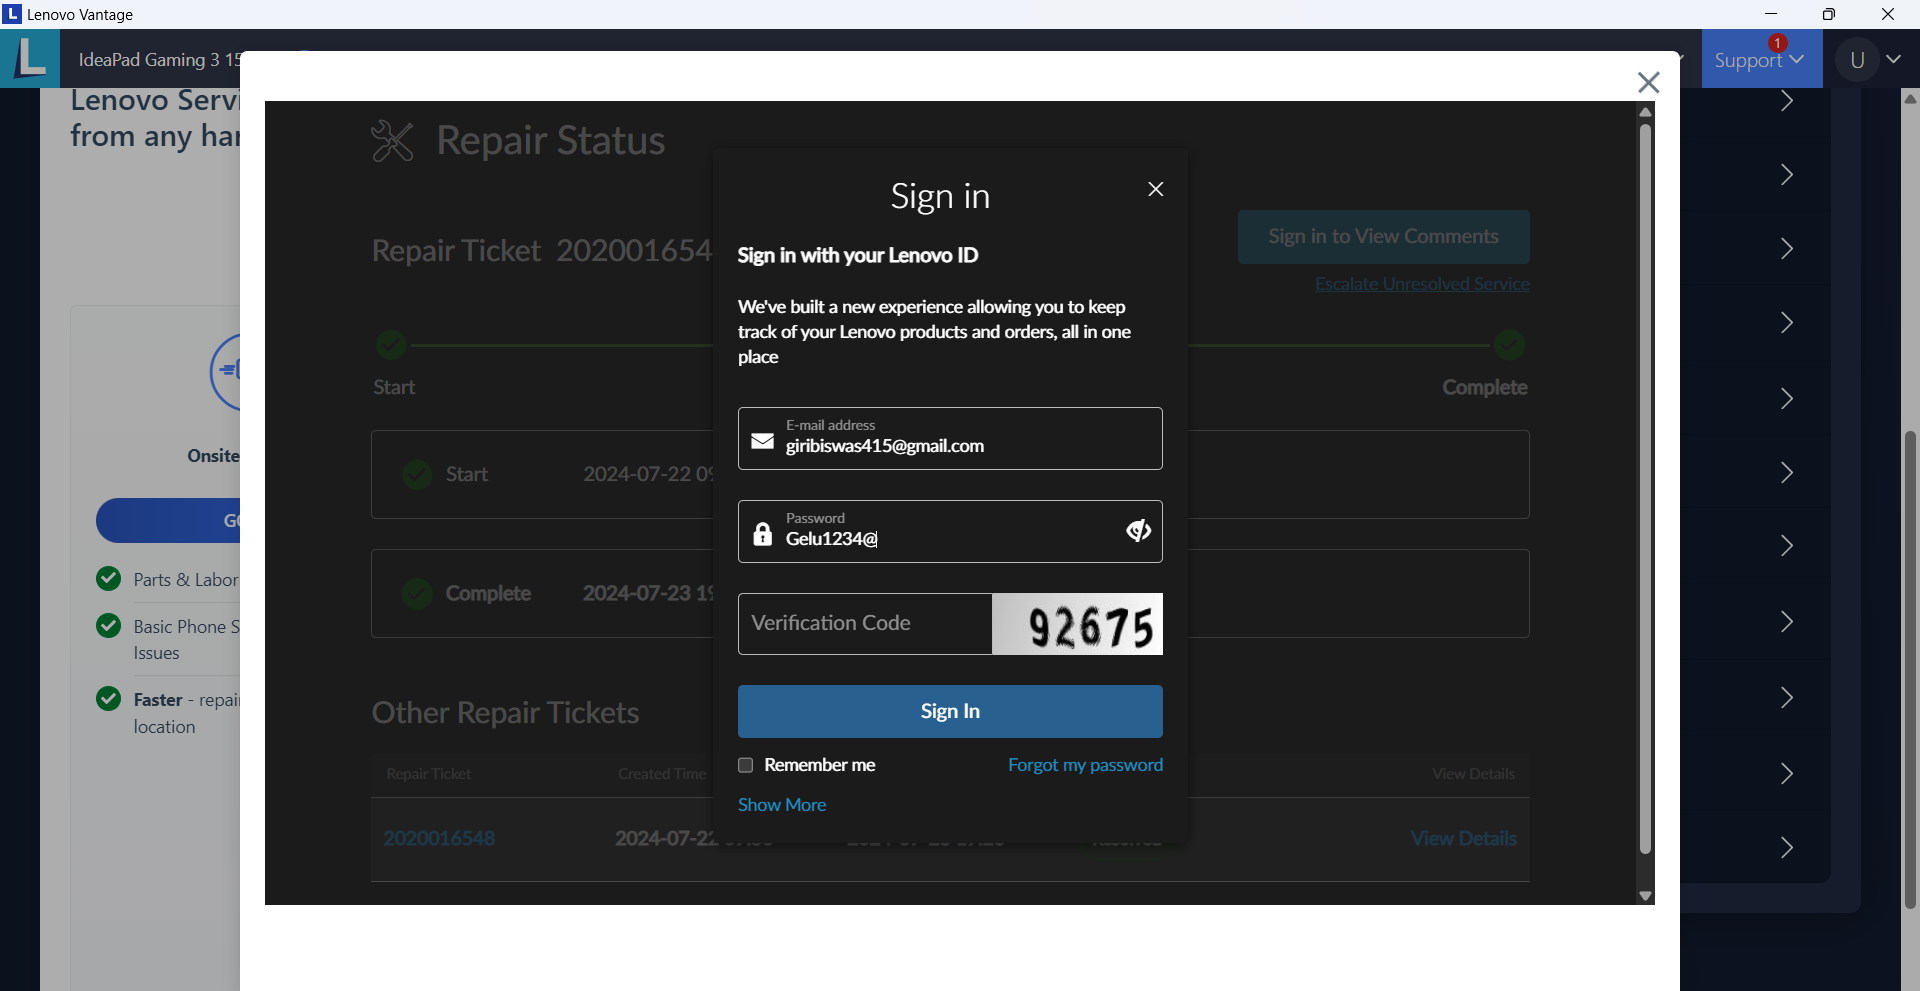 Lenovo Vantage
IdeaPad Gaming 3 15
Support
1
U
Lenovo Servi
from any har
Repair Status
Sign in
Sign in with your Lenovo ID
Repair Ticket 202001654
Sign in to View Comments
Escalate Unresolved Service
We've built a new experience allowing you to keep
track of your Lenovo products and orders, all in one
place
Start
Complete
E-mail address
giribiswas415@gmail.com
Onsite
Start 2024-07-22 09
Password
Gelu1234@
GO
Parts & Labor
Complete 2024-07-23 19
Basic Phone S
Issues
Verification Code
92675
Faster - repair
location
Other Repair Tickets
Sign In
Remember me
Forgot my password
Repair Ticket Created Time View Details
Show More
2020016548 2024-07-22 View Details